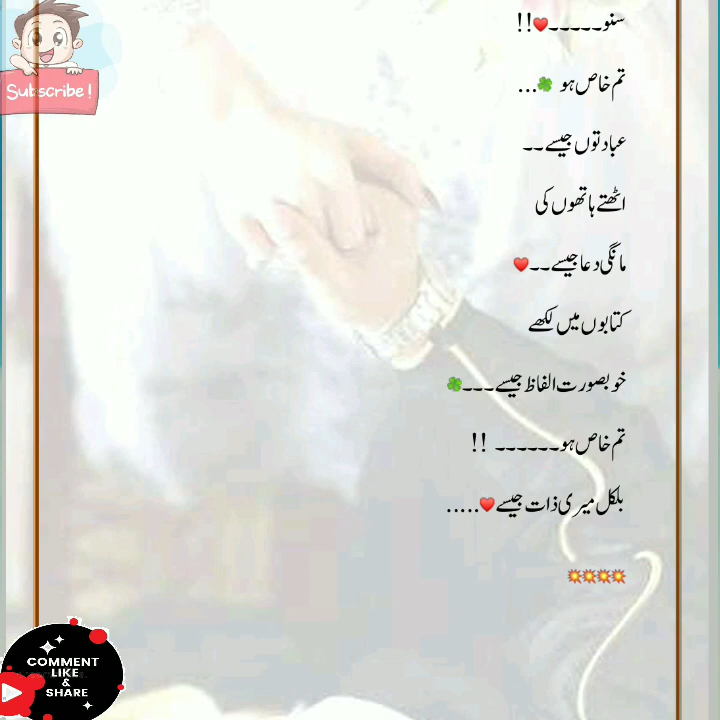 سنو۔۔۔۔۔❤️!!
تم خاص ہو 🍀...
عبادتوں جیسے۔۔
اٹھتے ہاتھوں کی
مانگی دعا جیسے۔۔❤️
کتابوں میں لکھے
خوبصورت الفاظ جیسے۔۔۔🍀
تم خاص ہو۔۔۔۔۔۔ !!
بلکل میری ذات جیسے❤️.....
💥💥💥💥
Subscribe!
COMMENT
LIKE
&
SHARE